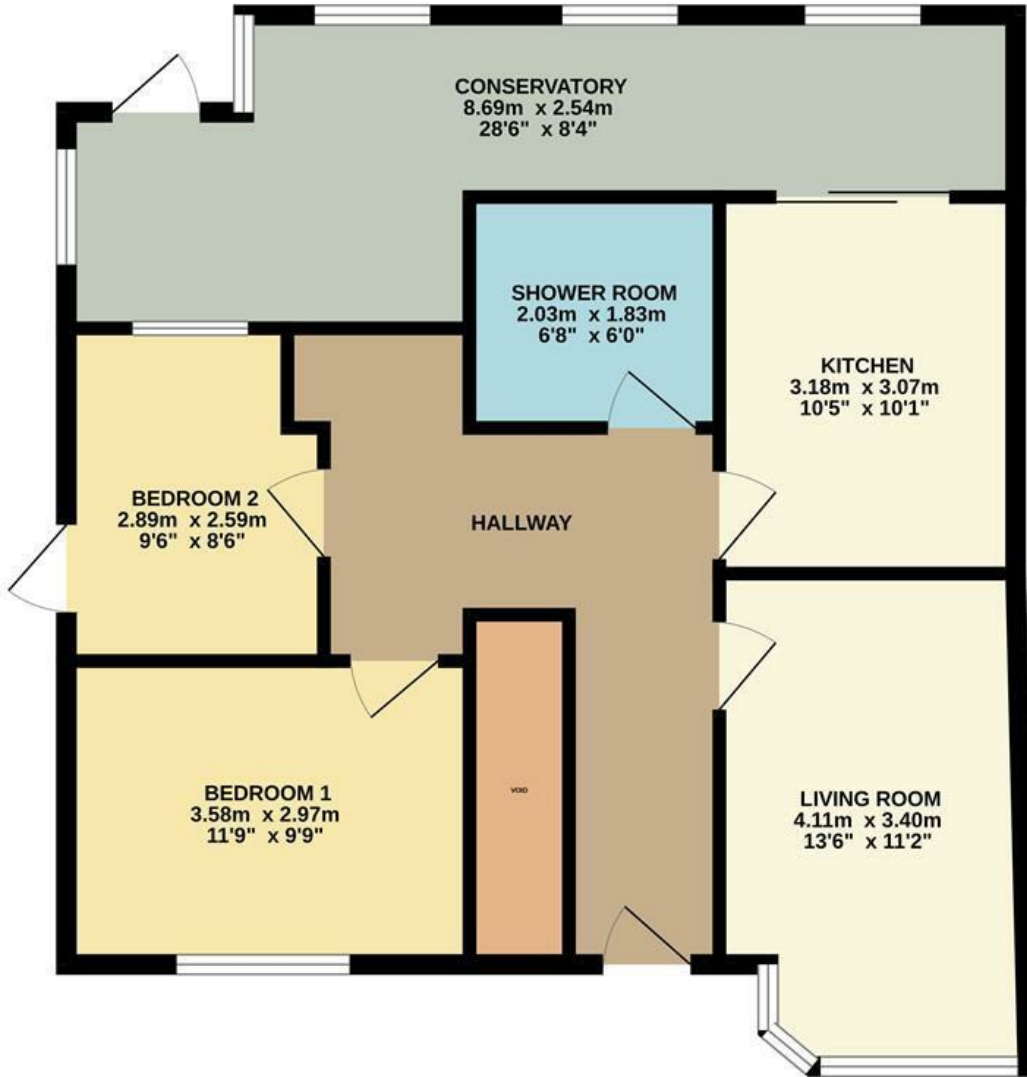 CONSERVATORY
8.69m x 2.54m
28'6" x 8'4"
SHOWER ROOM
2.03m x 1.83m
6'8" x 6'0"
KITCHEN
3.18m x 3.07m
10'5" x 10'1"
BEDROOM 2
2.89m x 2.59m
9'6" x 8'6"
HALLWAY
BEDROOM 1
3.58m x 2.97m
11'9" x 9'9"
VOID
LIVING ROOM
4.11m x 3.40m
13'6" x 11'2"